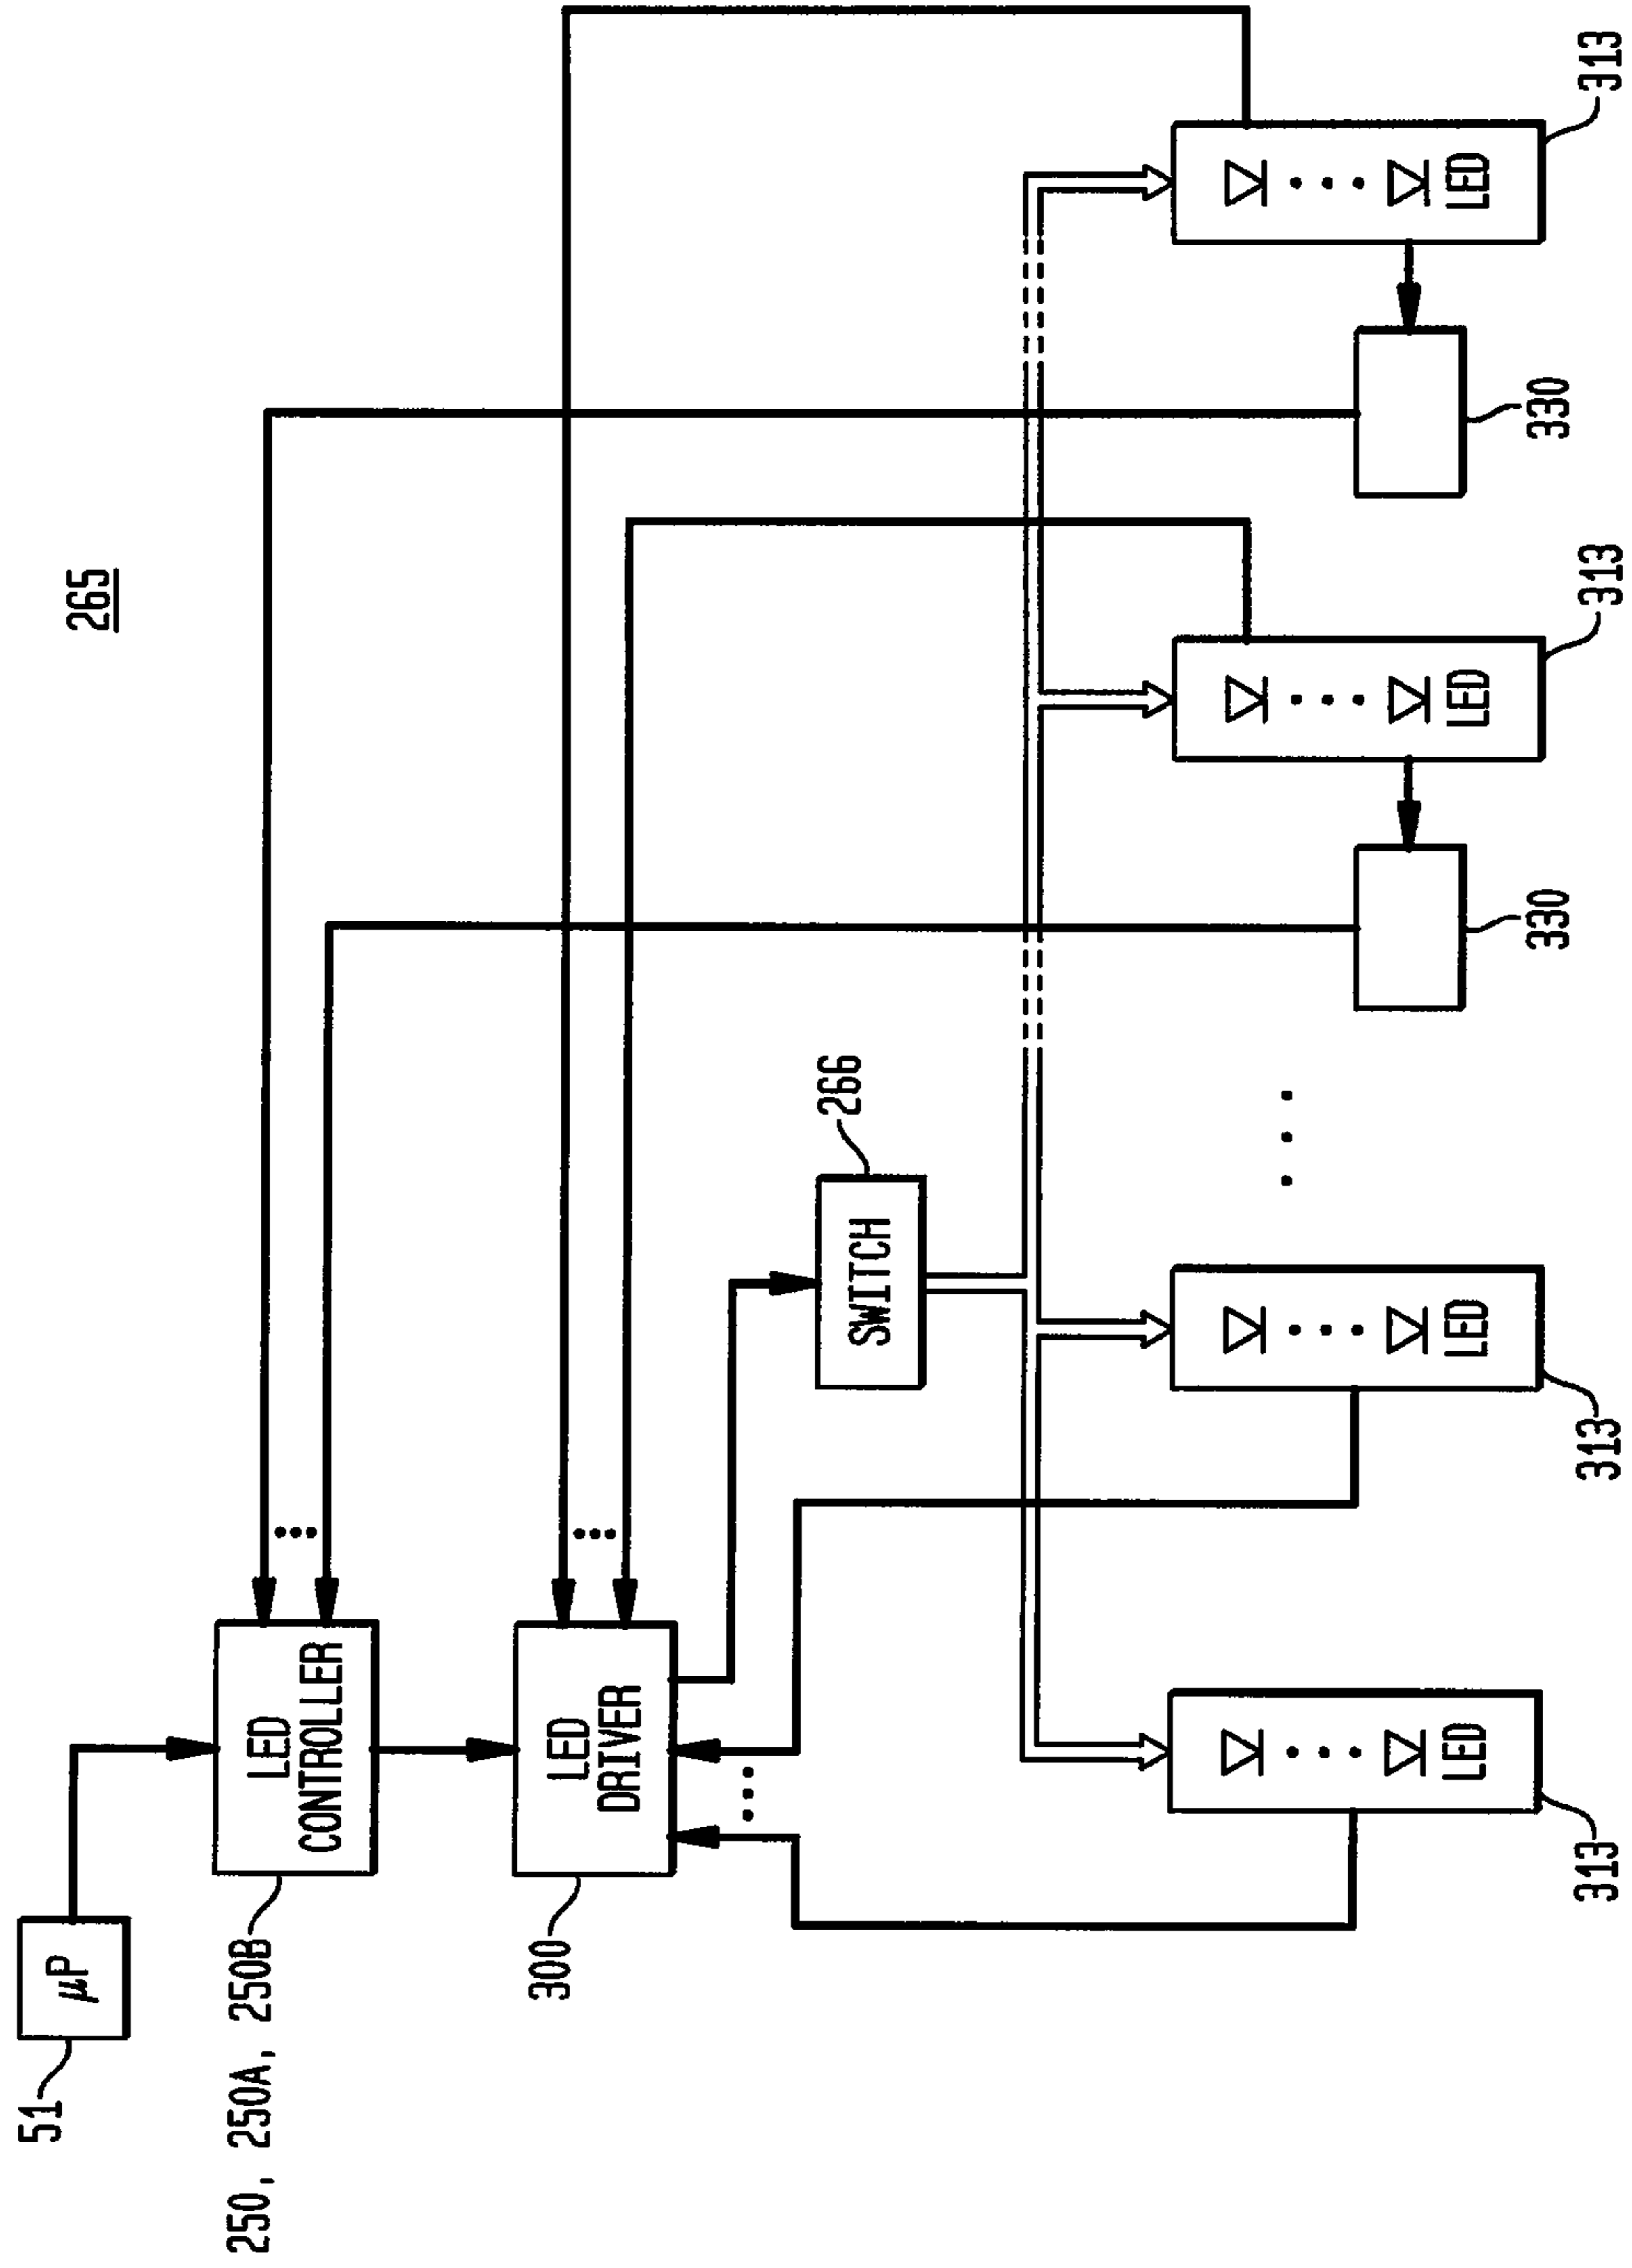 265
51
μP
250, 250A, 250B
LED
CONTROLLER
300
LED
DRIVER
SWITCH
266
LED
313
LED
313
330
LED
313
330
LED
313